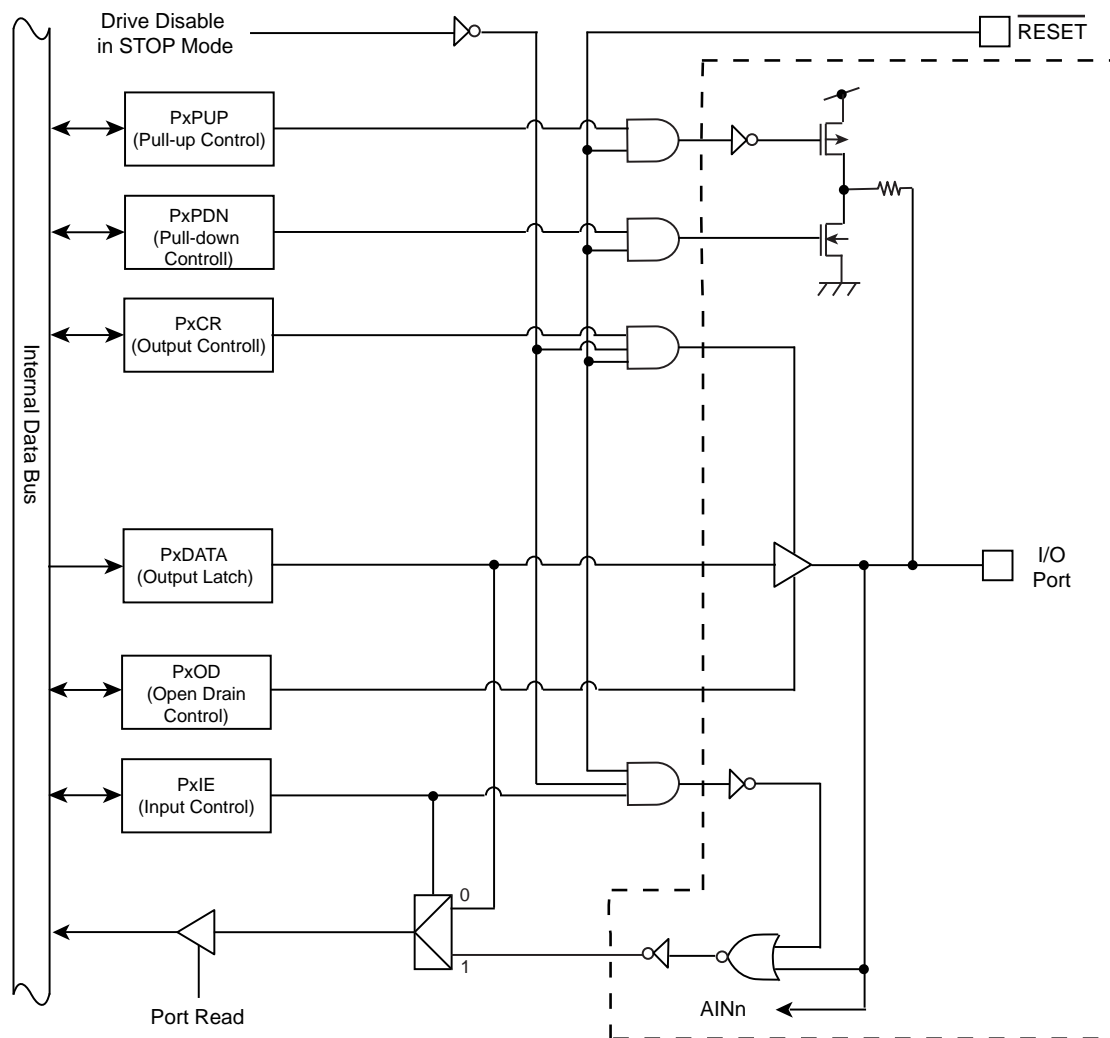 Drive Disable
in STOP Mode
RESET
PxPUP
(Pull-up Control)
PxPDN
(Pull-down
Controll)
PxCR
(Output Controll)
Internal Data Bus
PxDATA
(Output Latch)
I/O
Port
PxOD
(Open Drain
Control)
PxIE
(Input Control)
0
1
AINn
Port Read